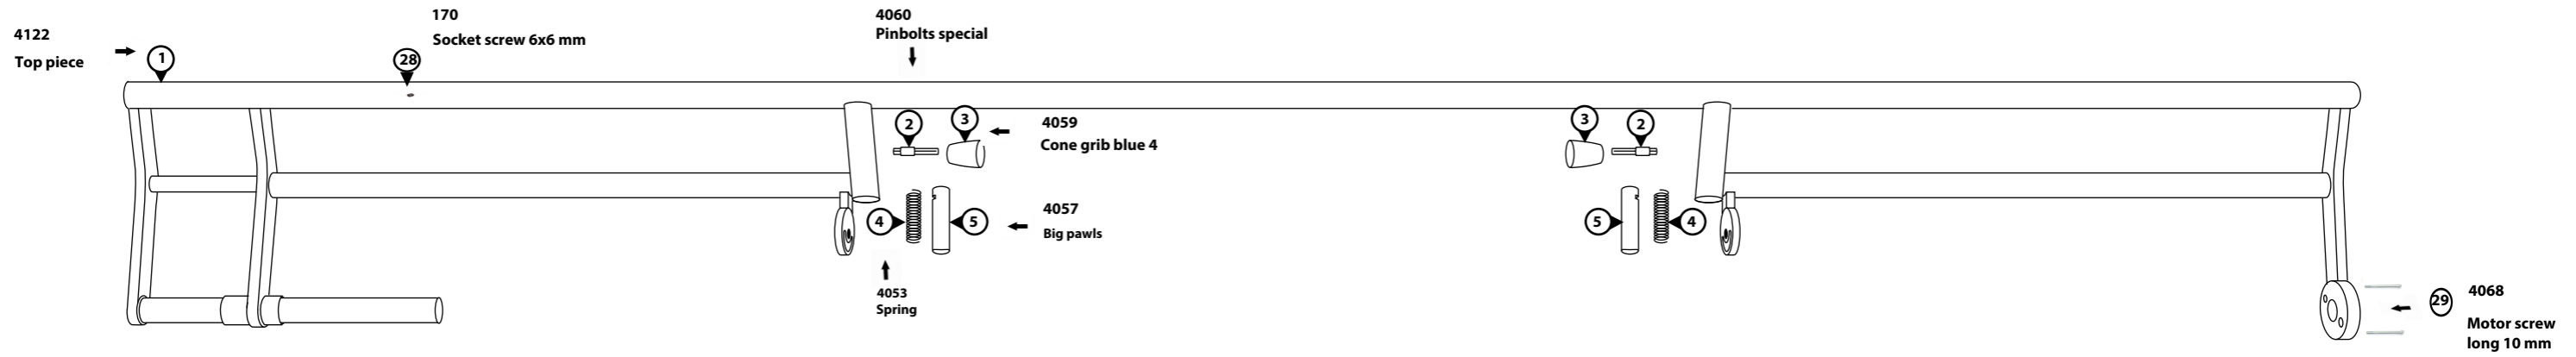 4122
Top piece
1
170
Socket screw 6x6 mm
28
4060
Pinbolts special
2
3
4059
Cone grib blue 4
3
2
4
5
4057
Big pawls
5
4
4053
Spring
29
4068
Motor screw
long 10 mm